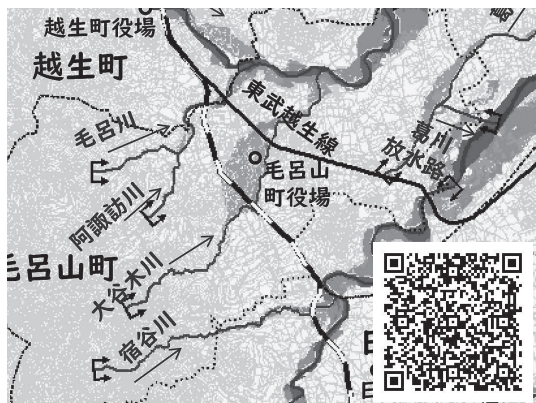 越生町役場
越生町
東武越生線
毛呂川
葛川
放水路
毛呂山
町役場
阿諏訪川
毛呂山町
大谷木川
宿谷川